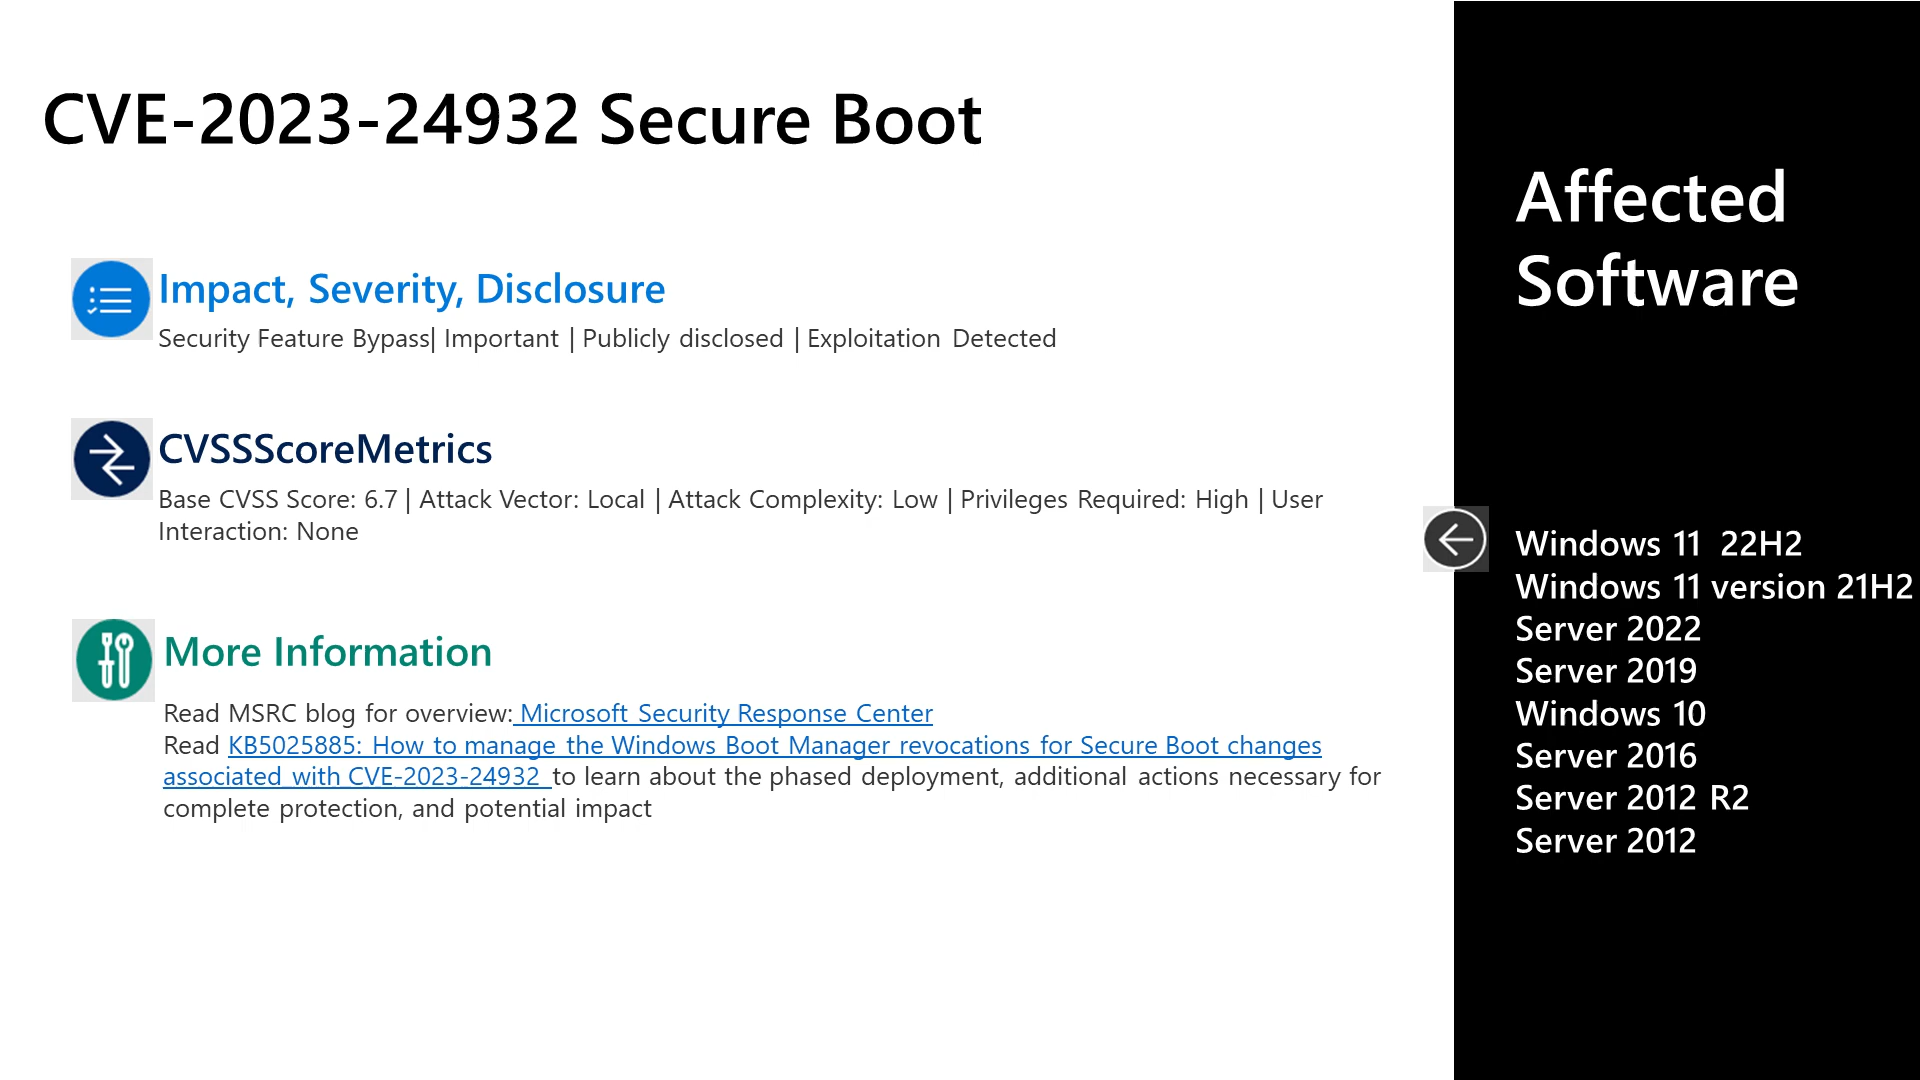 CVE-2023-24932 Secure Boot
Impact, Severity, Disclosure
Security Feature Bypass| Important | Publicly disclosed | Exploitation Detected
CVSSScoreMetrics
Base CVSS Score: 6.7 | Attack Vector: Local | Attack Complexity: Low | Privileges Required: High | User
Interaction: None
More Information
Read MSRC blog for overview: Microsoft Security Response Center
Read KB5025885: How to manage the Windows Boot Manager revocations for Secure Boot changes
associated with CVE-2023-24932 to learn about the phased deployment, additional actions necessary for
complete protection, and potential impact
Affected
Software
Windows 11 22H2
Windows 11 version 21H2
Server 2022
Server 2019
Windows 10
Server 2016
Server 2012 R2
Server 2012